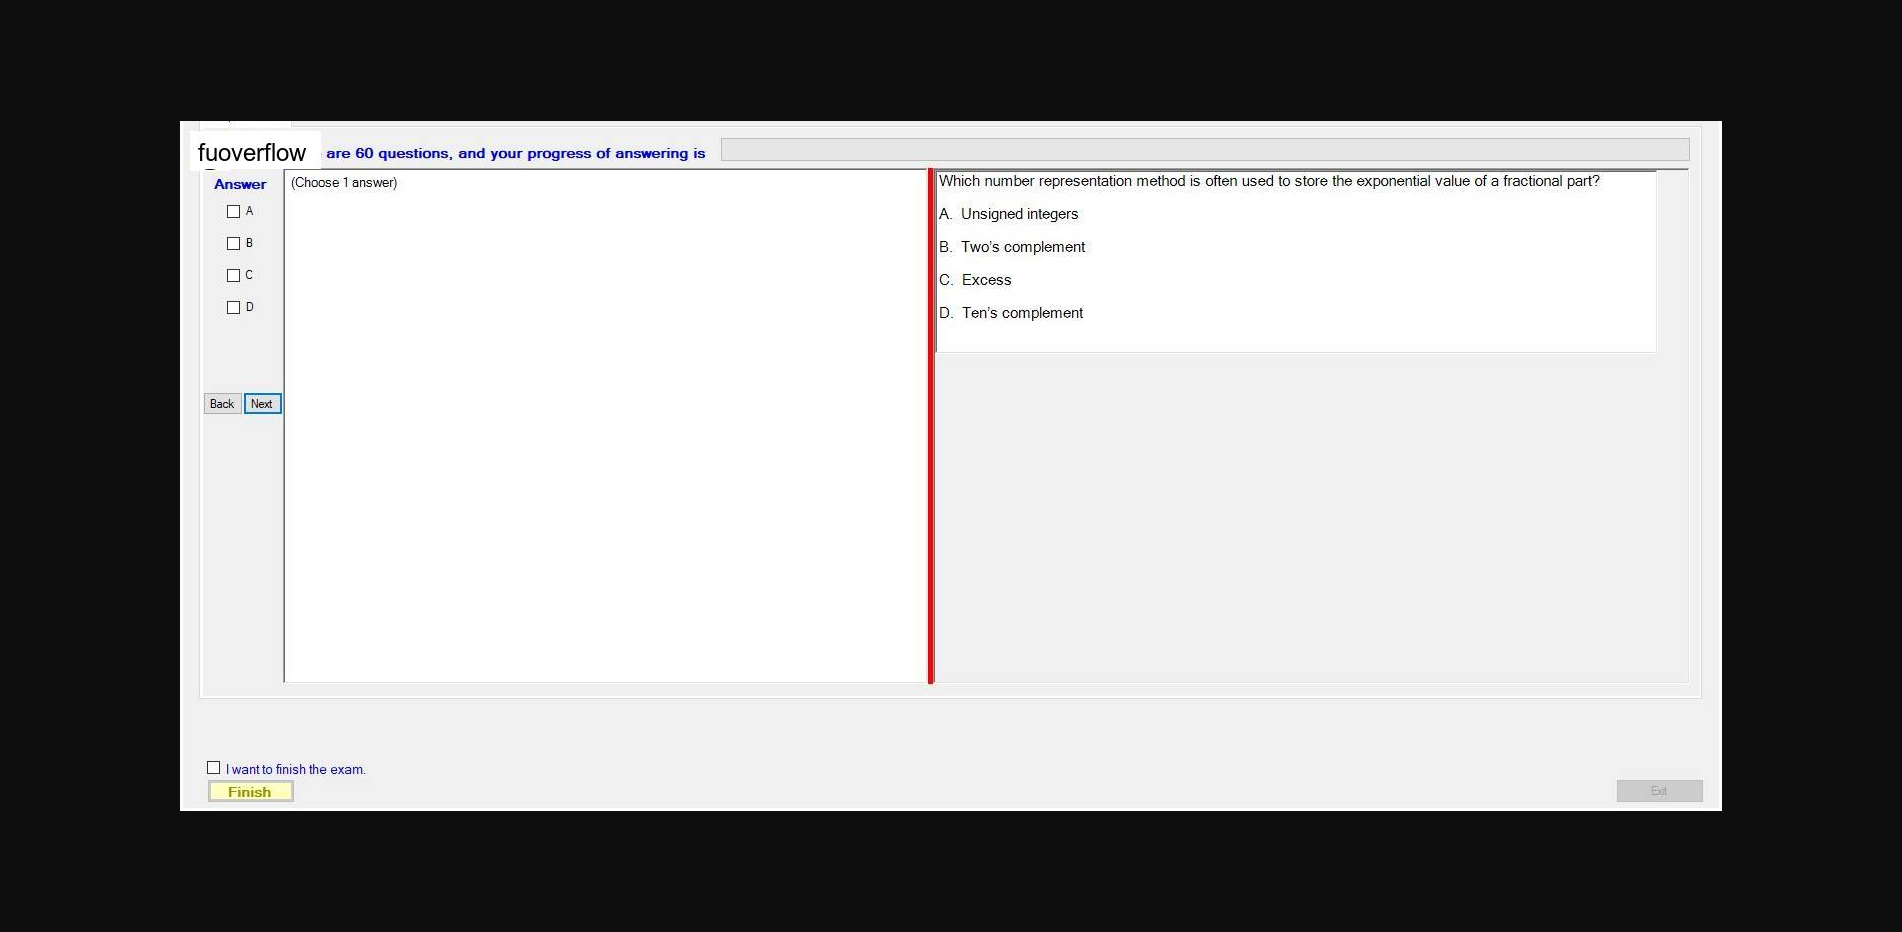 fuoverflow are 60 questions, and your progress of answering is
Answer
A
B
C
D
Back Next
(Choose 1 answer)
Which number representation method is often used to store the exponential value of a fractional part?
A. Unsigned integers
B. Two’s complement
C. Excess
D. Ten’s complement
I want to finish the exam.
Finish
Exit